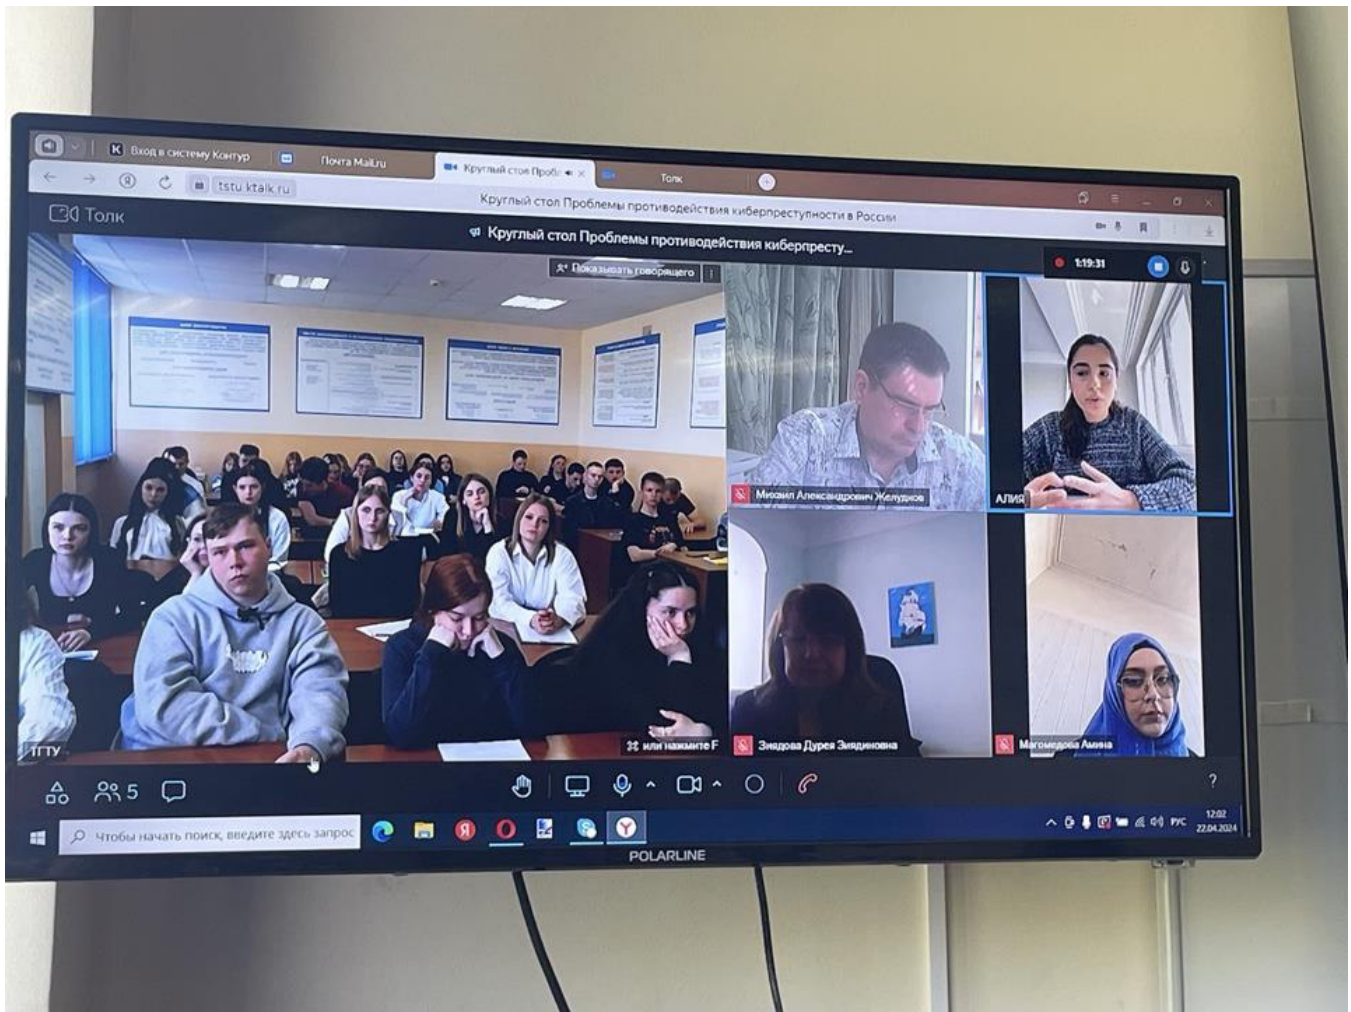 Вход в систему Контур
Почта Mail.ru
Круглый стол Пробл
Толк
tstu.ktalk.ru
Круглый стол Проблемы противодействия киберпреступности в России
Толк
Круглый стол Проблемы противодействия киберпресту...
Показывать говорящего
1:19:31
Михаил Александрович Желудков
АЛИЯ
ТГТУ
или нажмите F
Зиядова Дурея Зиядиновна
Магомедова Амина
5
?
Чтобы начать поиск, введите здесь запрос
РУС
12:02
22.04.2024
POLARLINE